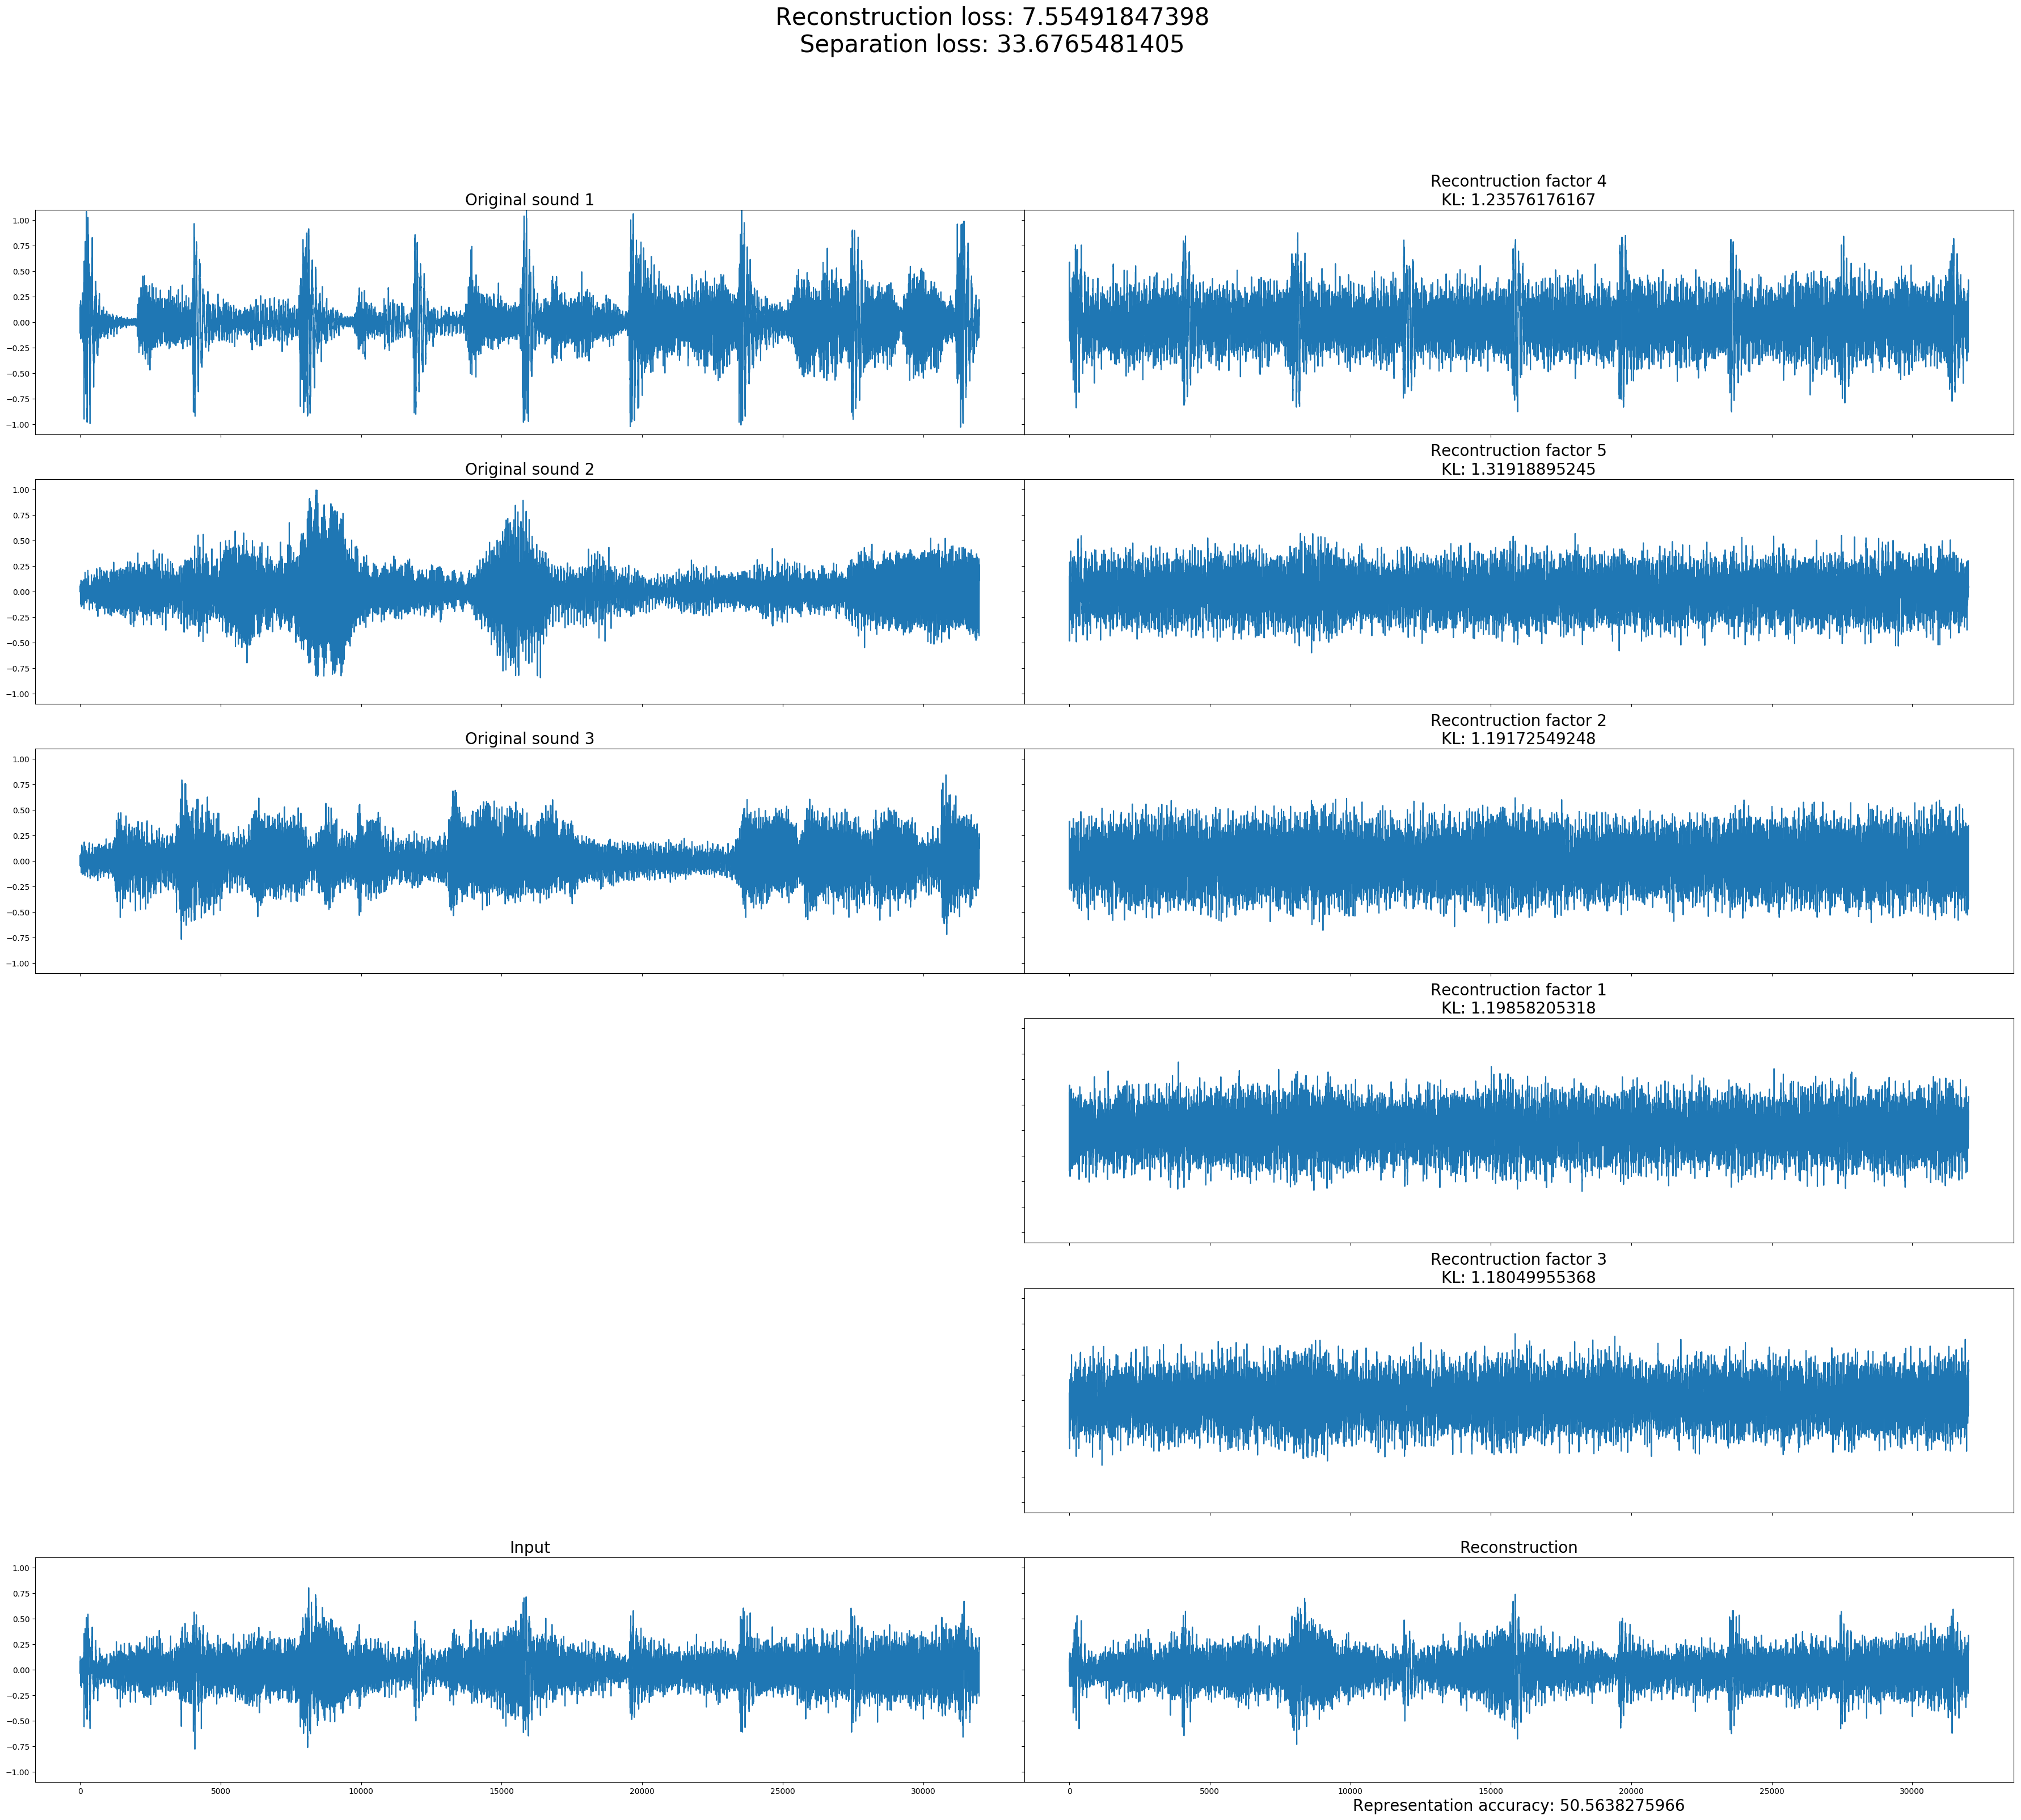 Reconstruction loss: 7.55491847398
Separation loss: 33.6765481405
Original sound 1
Recontruction factor 4
KL: 1.23576176167
1.00
0.75
0.50
0.25
0.00
−0.25
−0.50
−0.75
−1.00
Original sound 2
Recontruction factor 5
KL: 1.31918895245
1.00
0.75
0.50
0.25
0.00
−0.25
−0.50
−0.75
−1.00
Original sound 3
Recontruction factor 2
KL: 1.19172549248
1.00
0.75
0.50
0.25
0.00
−0.25
−0.50
−0.75
−1.00
Recontruction factor 1
KL: 1.19858205318
Recontruction factor 3
KL: 1.18049955368
Input
Reconstruction
1.00
0.75
0.50
0.25
0.00
−0.25
−0.50
−0.75
−1.00
0 5000 10000 15000 20000 25000 30000
0 5000 10000 15000 20000 25000 30000
Representation accuracy: 50.5638275966